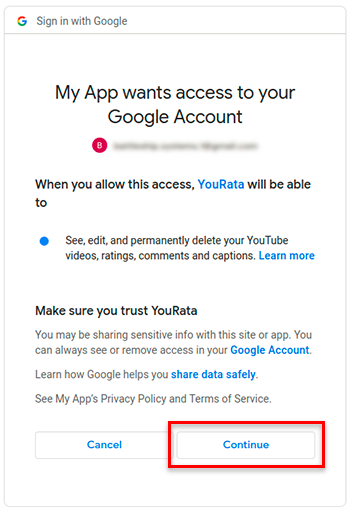 Sign in with Google
My App wants access to your
Google Account
B
When you allow this access, YouRata will be able
to
See, edit, and permanently delete your YouTube
videos, ratings, comments and captions. Learn more
Make sure you trust YouRata
You may be sharing sensitive info with this site or app. You
can always see or remove access in your Google Account.
Learn how Google helps you share data safely.
See My App's Privacy Policy and Terms of Service.
Cancel
Continue